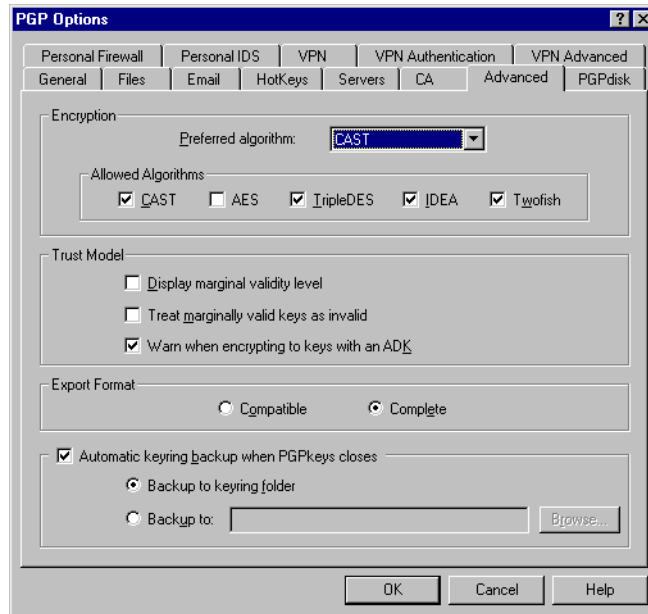 PGP Options
Personal Firewall Personal IDS VPN VPN Authentication VPN Advanced
General Files Email HotKeys Servers CA Advanced PGPdisk
Encryption
Preferred algorithm: CAST
Allowed Algorithms
CAST AES TripleDES IDEA Twofish
Trust Model
Display marginal validity level
Treat marginally valid keys as invalid
Warn when encrypting to keys with an ADK
Export Format
Compatible Complete
Automatic keyring backup when PGPkeys closes
Backup to keyring folder
Backup to: Browse...
OK Cancel Help